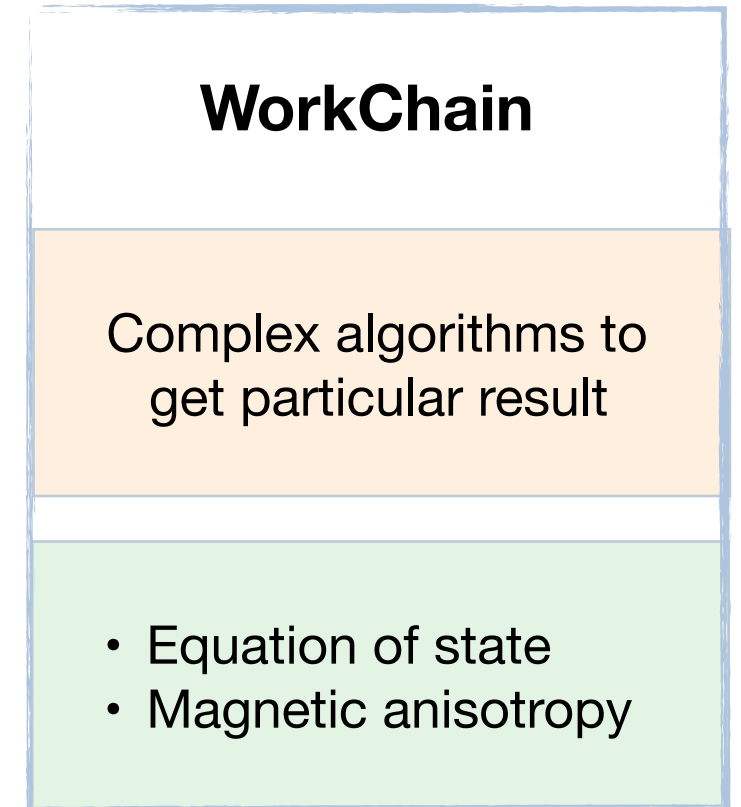 WorkChain
Complex algorithms to
get particular result
• Equation of state
• Magnetic anisotropy